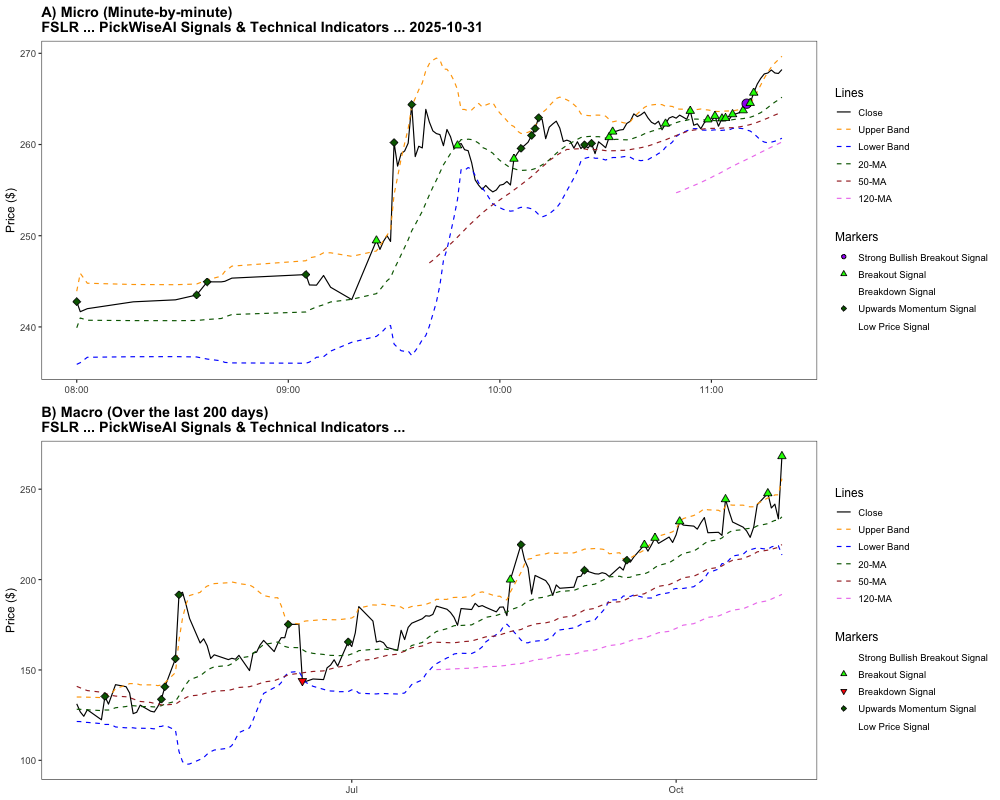 A) Micro (Minute-by-minute)
FSLR ... PickWiseAI Signals & Technical Indicators ... 2025-10-31
Price ($)
270
260
250
240
08:00
09:00
10:00
11:00
Lines
Close
Upper Band
Lower Band
20-MA
50-MA
120-MA
Markers
Strong Bullish Breakout Signal
Breakout Signal
Breakdown Signal
Upwards Momentum Signal
Low Price Signal
B) Macro (Over the last 200 days)
FSLR ... PickWiseAI Signals & Technical Indicators ...
Price ($)
250
200
150
100
Jul
Oct
Lines
Close
Upper Band
Lower Band
20-MA
50-MA
120-MA
Markers
Strong Bullish Breakout Signal
Breakout Signal
Breakdown Signal
Upwards Momentum Signal
Low Price Signal